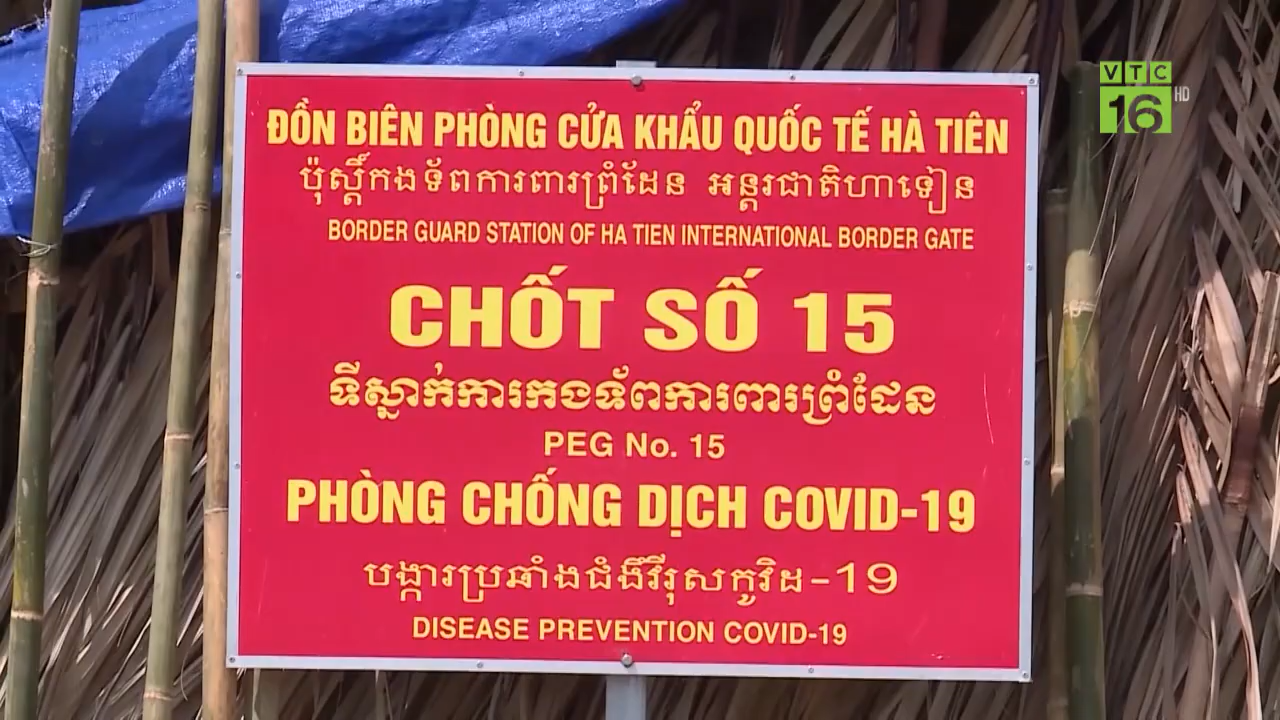 VTC
16 HD
ĐỒN BIÊN PHÒNG CỬA KHẨU QUỐC TẾ HÀ TIÊN
ប៉ុស្តិ៍កងទ័ពការពារព្រំដែន អន្តរជាតិហាទៀន
BORDER GUARD STATION OF HA TIEN INTERNATIONAL BORDER GATE
CHỐT SỐ 15
ទីស្នាក់ការកងទ័ពការពារព្រំដែន
PEG No. 15
PHÒNG CHỐNG DỊCH COVID-19
បង្ការប្រឆាំងជំងឺវីរុសកូវិដ-19
DISEASE PREVENTION COVID-19